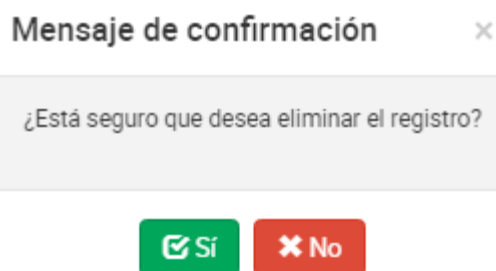 Mensaje de confirmación
¿Está seguro que desea eliminar el registro?
Sí No